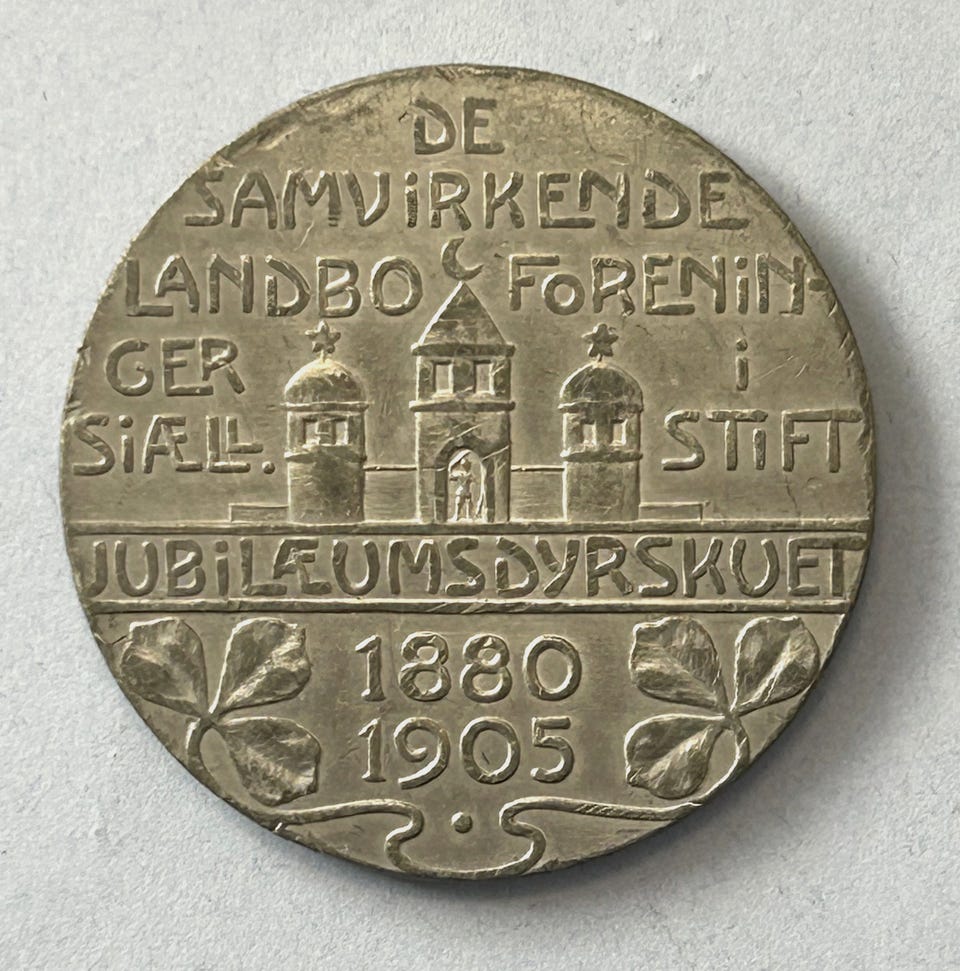 DE
SAMViRKENDE
LANDBO FORENiN-
GER i
SiÆLL. STiFT
JUBiLÆUMSDYRSKUET
1880
1905